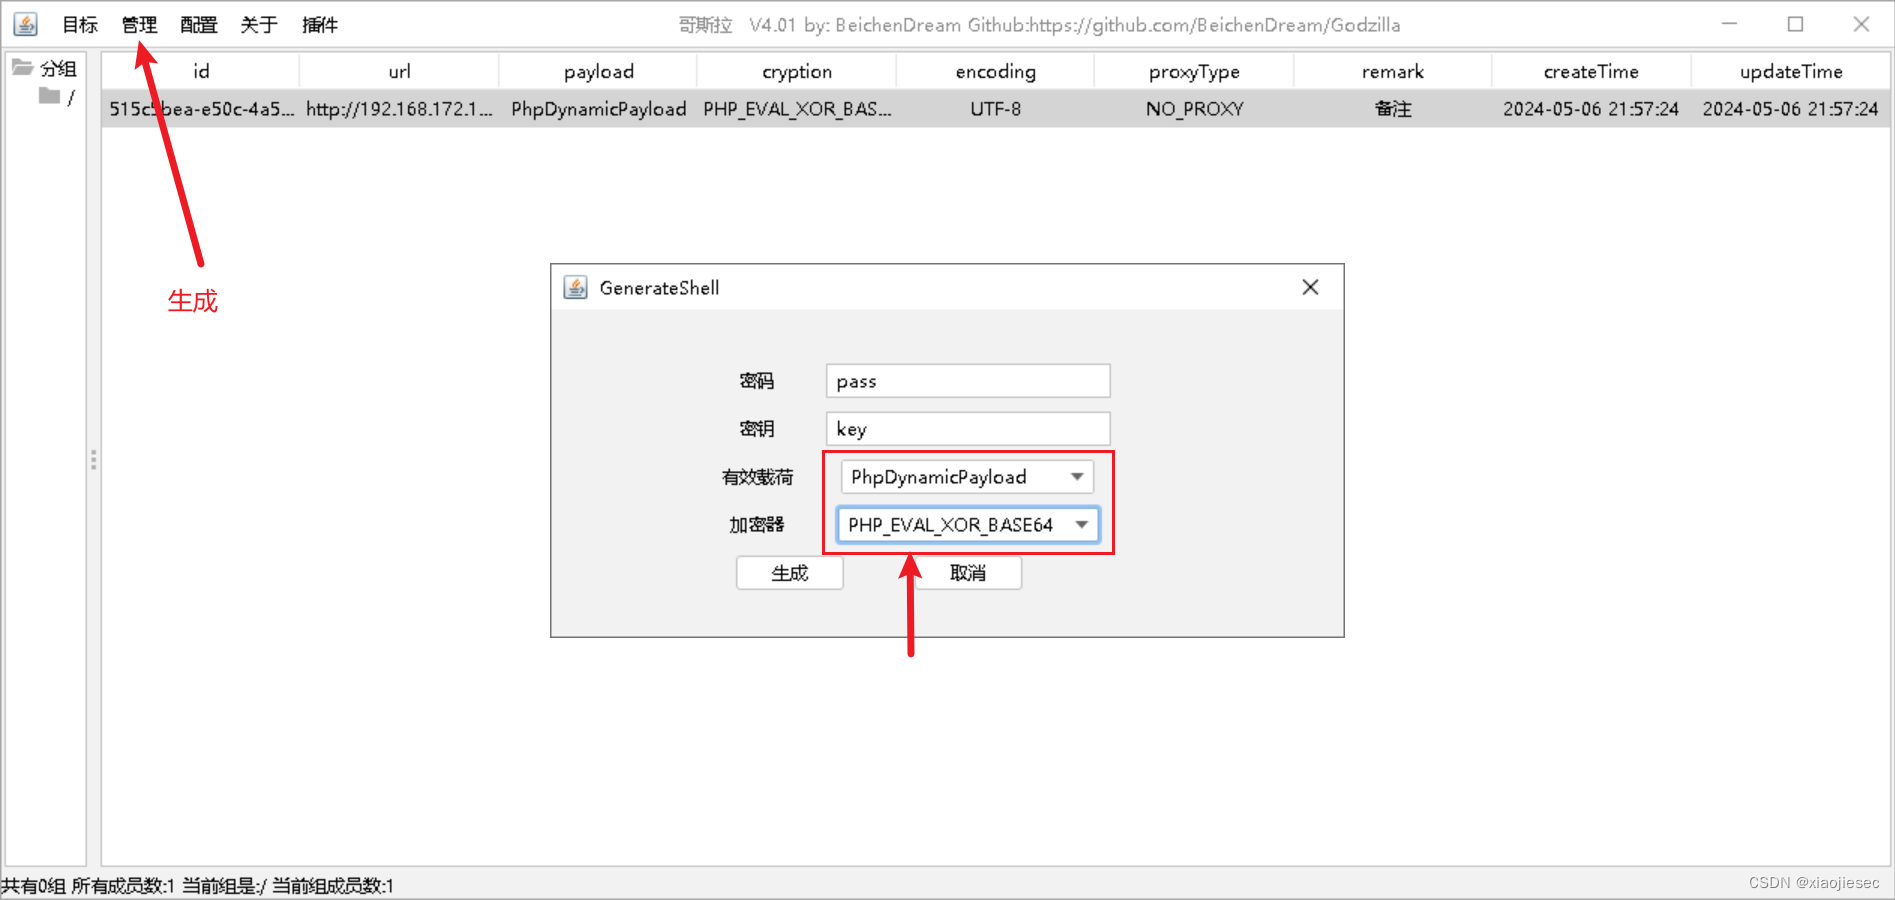 目标 管理 配置 关于 插件 哥斯拉 V4.01 by: BeichenDream Github:https://github.com/BeichenDream/Godzilla
分组
/
id url payload cryption encoding proxyType remark createTime updateTime
515c5bea-e50c-4a5... http://192.168.172.1... PhpDynamicPayload PHP_EVAL_XOR_BAS... UTF-8 NO_PROXY 备注 2024-05-06 21:57:24 2024-05-06 21:57:24
生成
GenerateShell
密码 pass
密钥 key
有效载荷 PhpDynamicPayload
加密器 PHP_EVAL_XOR_BASE64
生成 取消
共有0组 所有成员数:1 当前组是:/ 当前组成员数:1
CSDN @xiaojiesec